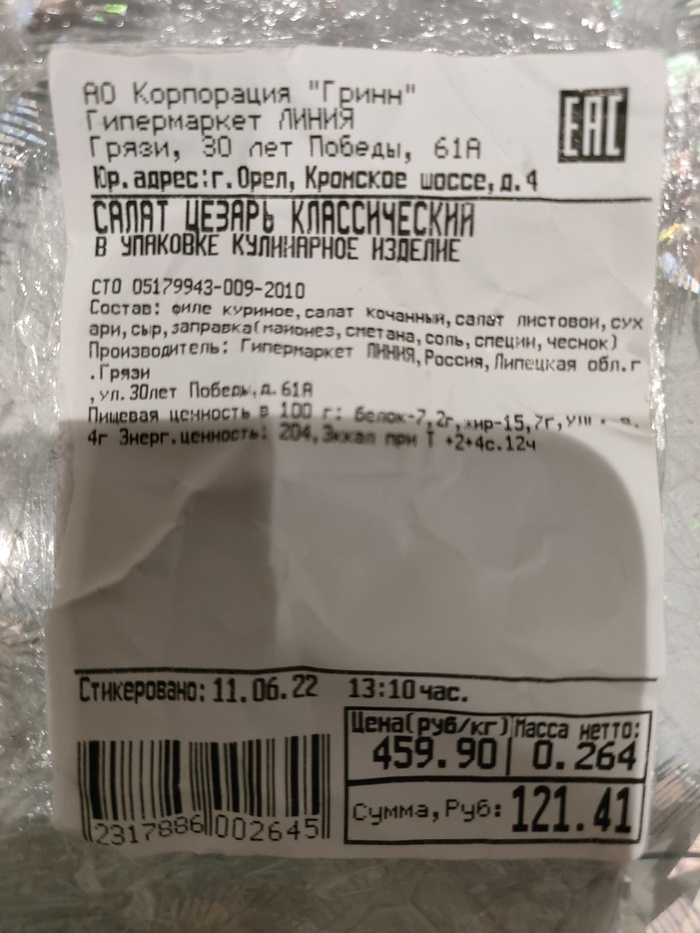 АО Корпорация "Гринн"
Гипермаркет ЛИНИЯ
Грязи, 30 лет Победы, 61А
EAC
Юр.адрес:г.Орел, Кромское шоссе,д.4
САЛАТ ЦЕЗАРЬ КЛАССИЧЕСКИЙ
В УПАКОВКЕ КУЛИНАРНОЕ ИЗДЕЛИЕ
СТО 05179943-009-2010
Состав: филе куриное,салат кочанный,салат листовой,сух
ари,сыр,заправка(майонез,сметана,соль,специи,чеснок)
Производитель: Гипермаркет ЛИНИЯ,Россия,Липецкая обл.г
.Грязи
,ул.30лет Победы,д.61А
Пищевая ценность в 100 г: белок-7,2г,жир-15,7г,
4г Энерг.ценность: 204,3ккал при Т +2+4с.12ч
Стикеровано: 11.06.22 13:10час.
Цена(руб/кг) Масса нетто:
459.90 0.264
Сумма,Руб: 121.41
2317886002645